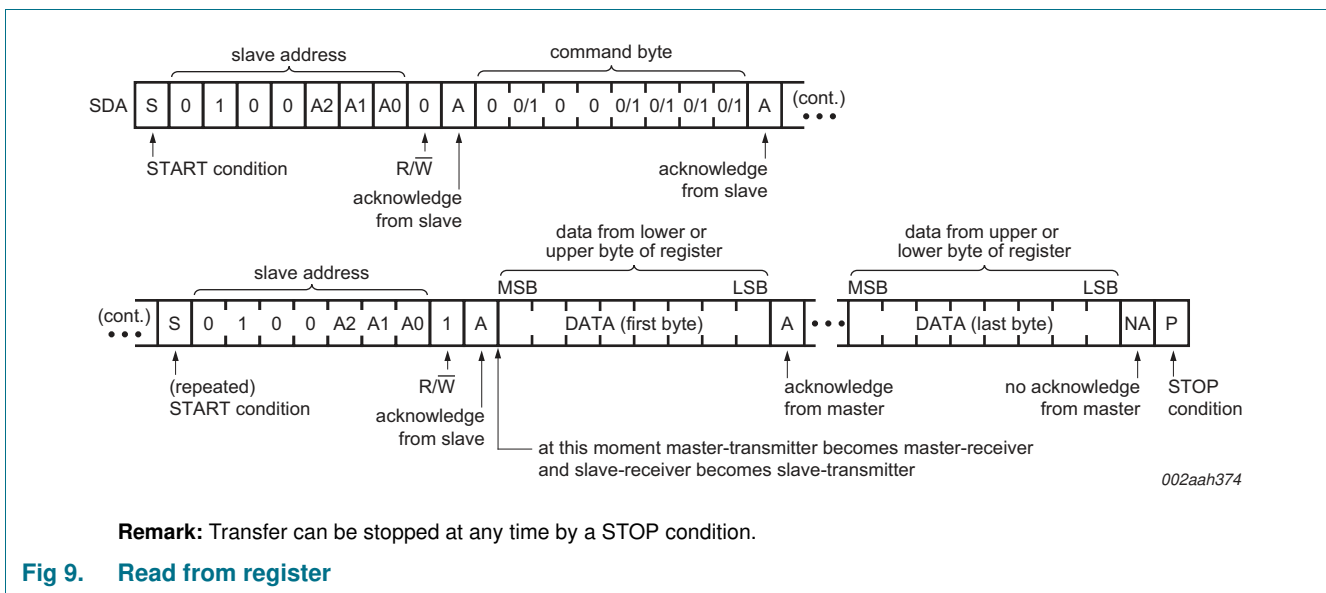 slave address command byte
SDA S 0 1 0 0 A2 A1 A0 0 A 0 0/1 0 0 0/1 0/1 0/1 0/1 A (cont.)
START condition R/W acknowledge from slave acknowledge from slave
data from lower or upper byte of register data from upper or lower byte of register
slave address MSB LSB MSB LSB
(cont.) S 0 1 0 0 A2 A1 A0 1 A DATA (first byte) A DATA (last byte) NA P
(repeated) START condition R/W acknowledge from slave acknowledge from master no acknowledge from master STOP condition
at this moment master-transmitter becomes master-receiver
and slave-receiver becomes slave-transmitter
002aah374
Remark: Transfer can be stopped at any time by a STOP condition.
Fig 9. Read from register